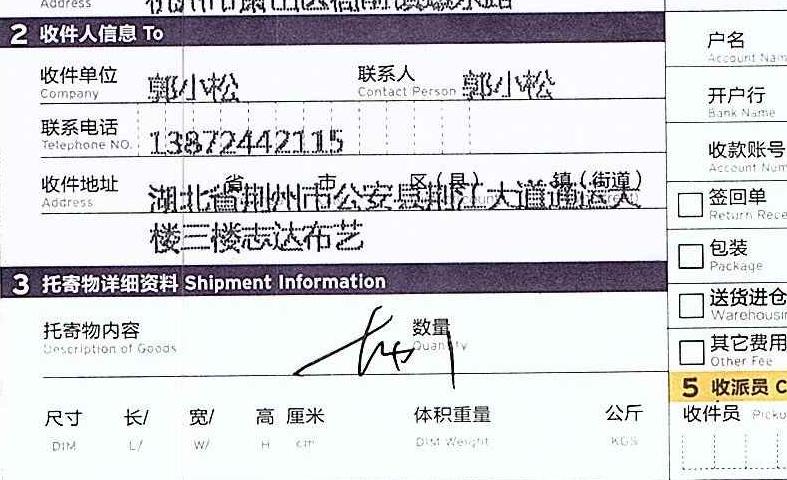 Address
2 收件人信息 To
收件单位 郭小松 联系人 郭小松
Company Contact Person
联系电话 13872442115
Telephone NO.
收件地址 省 市 区(县) 镇(街道)
Address 湖北省荆州市公安县荆江大道通达大
楼三楼志达布艺
3 托寄物详细资料 Shipment Information
托寄物内容 数量
Description of Goods Quantity
尺寸 长/ 宽/ 高 厘米 体积重量 公斤
DIM L/ W/ H cm DIM Weight KGS
户名
Account Nam
开户行
Bank Name
收款账号
Account Num
签回单
Return Rece
包装
Package
送货进仓
Warehousin
其它费用
Other Fee
5 收派员 C
收件员 Picku